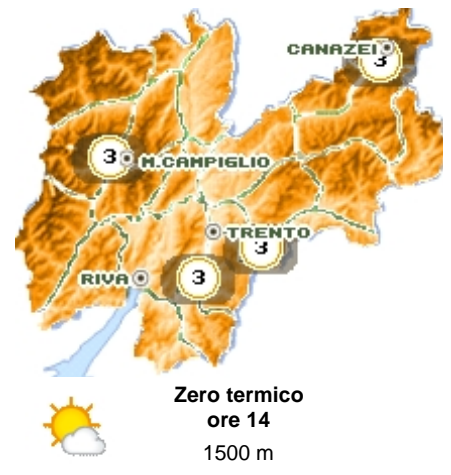 CANAZEI
3
3
M.CAMPIGLIO
TRENTO
3
RIVA
3
Zero termico
ore 14
1500 m